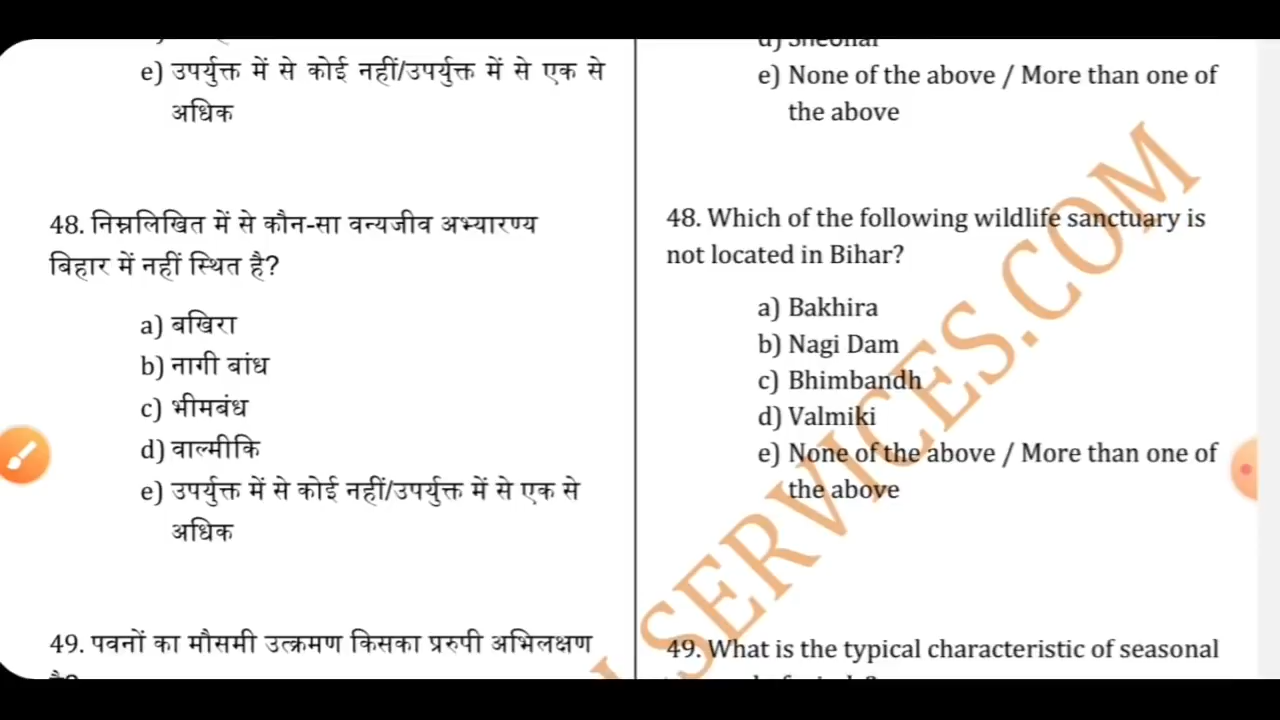 e) उपर्युक्त में से कोई नहीं/उपर्युक्त में से एक से
अधिक
48. निम्नलिखित में से कौन-सा वन्यजीव अभ्यारण्य
बिहार में नहीं स्थित है?
a) बखिरा
b) नागी बांध
c) भीमबंध
d) वाल्मीकि
e) उपर्युक्त में से कोई नहीं/उपर्युक्त में से एक से
अधिक
49. पवनों का मौसमी उत्क्रमण किसका प्ररुपी अभिलक्षण
d) Sheohar
e) None of the above / More than one of
the above
48. Which of the following wildlife sanctuary is
not located in Bihar?
a) Bakhira
b) Nagi Dam
c) Bhimbandh
d) Valmiki
e) None of the above / More than one of
the above
49. What is the typical characteristic of seasonal
SERVICES.COM